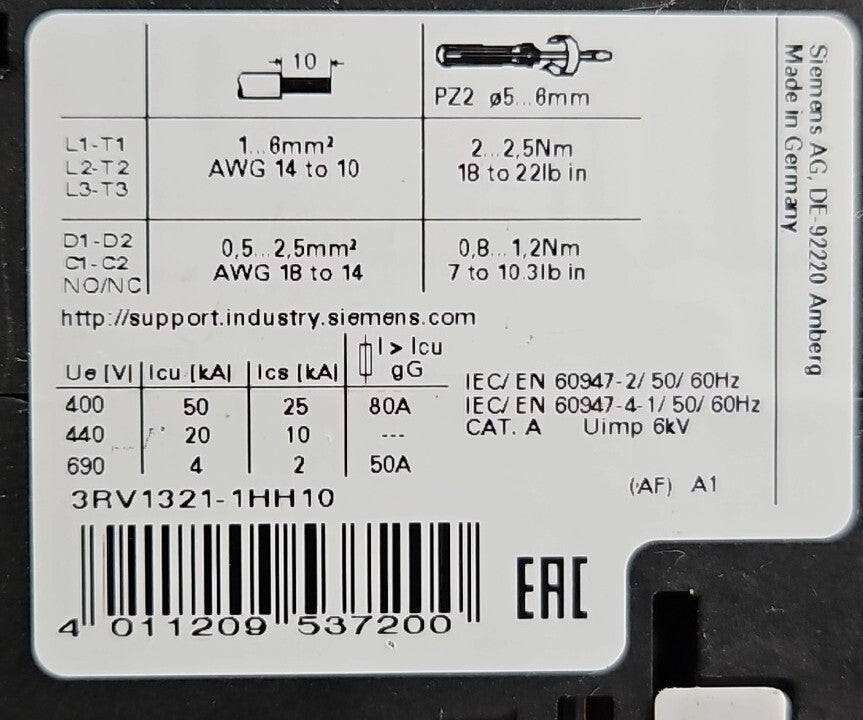 10
PZ2 ø5...6mm
L1-T1
L2-T2
L3-T3
1...6mm²
AWG 14 to 10
2...2,5Nm
18 to 22lb in
D1-D2
C1-C2
NO/NC
0,5...2,5mm²
AWG 18 to 14
0,8...1,2Nm
7 to 10.3lb in
http://support.industry.siemens.com
Ue [V] Icu [kA] Ics [kA] I > Icu gG
400 50 25 80A
440 20 10 ---
690 4 2 50A
IEC/ EN 60947-2/ 50/ 60Hz
IEC/ EN 60947-4-1/ 50/ 60Hz
CAT. A Uimp 6kV
3RV1321-1HH10
(AF) A1
4 011209 537200
EAC
Siemens AG, DE-92220 Amberg
Made in Germany